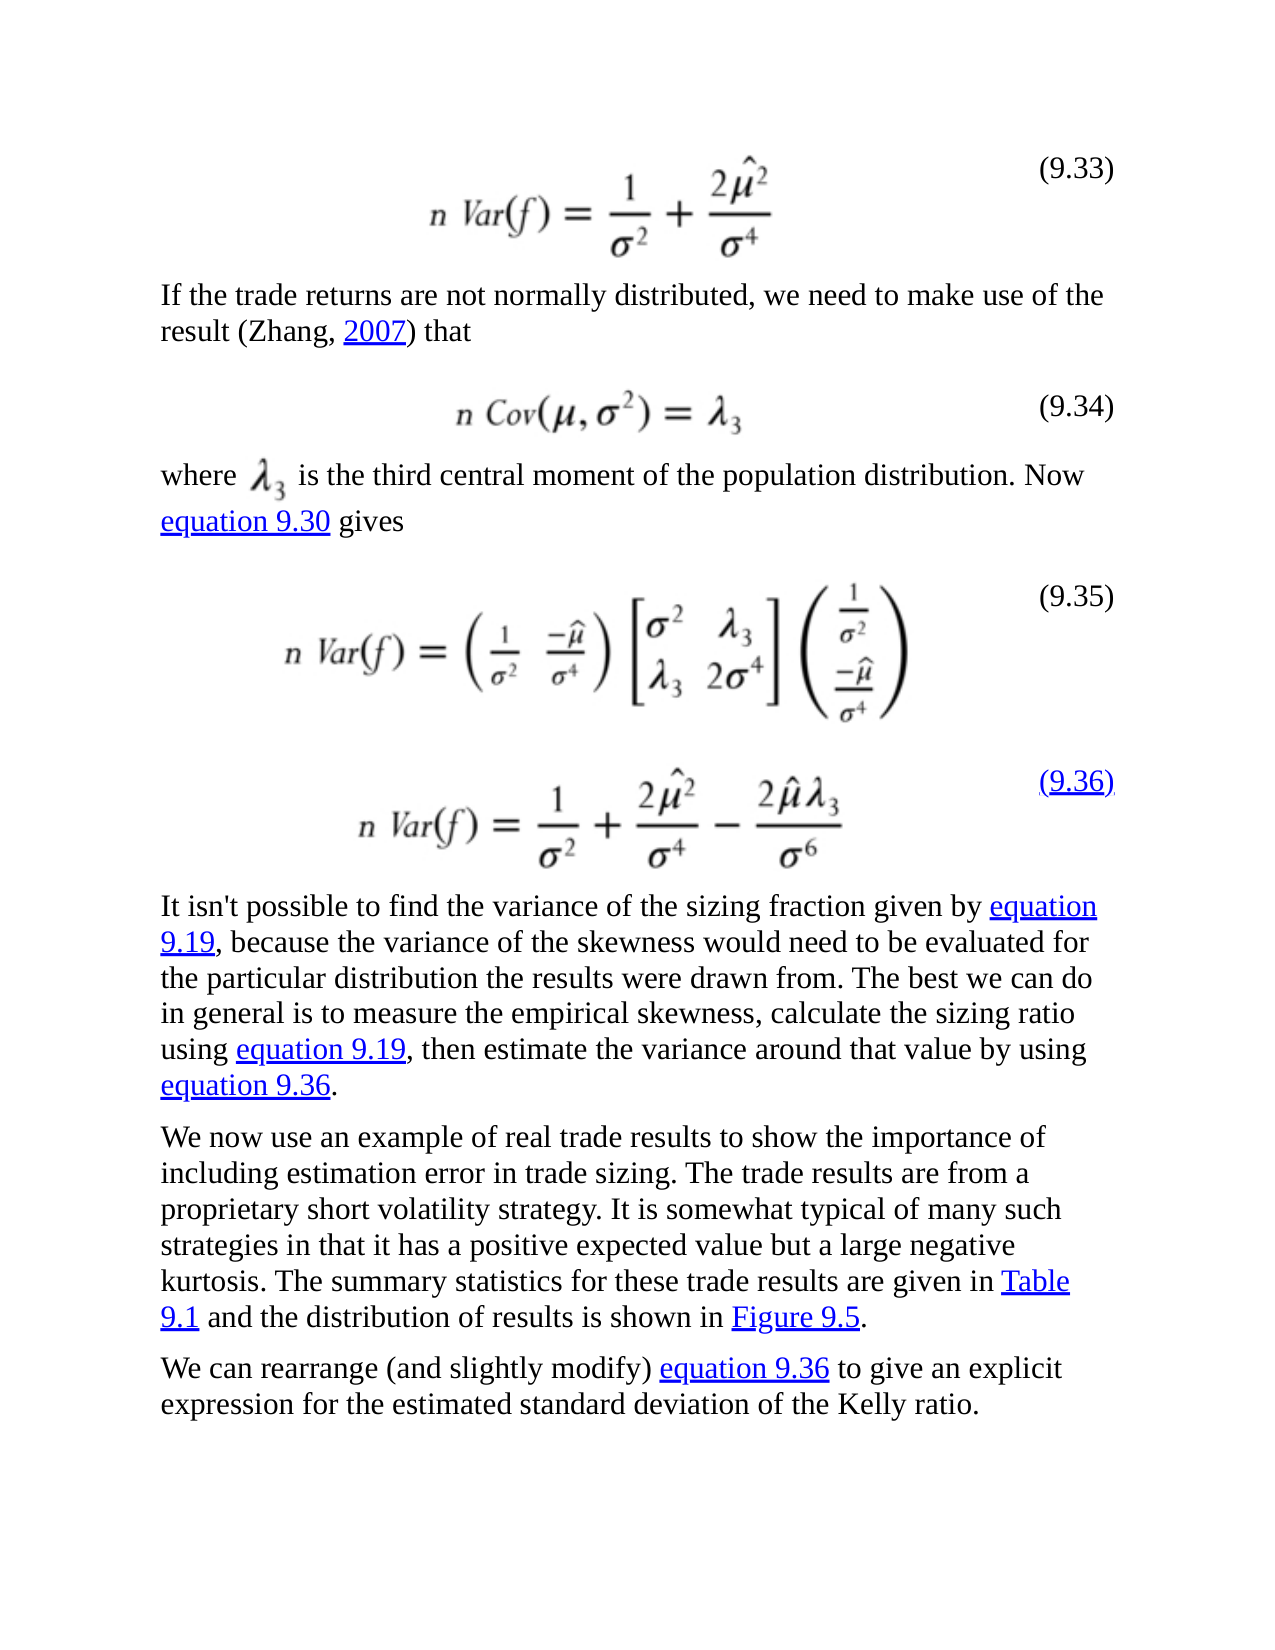 n Var(f) = 1/σ² + 2μ̂²/σ⁴ (9.33)
If the trade returns are not normally distributed, we need to make use of the
result (Zhang, 2007) that
n Cov(μ, σ²) = λ₃ (9.34)
where λ₃ is the third central moment of the population distribution. Now
equation 9.30 gives
n Var(f) = (1/σ² −μ̂/σ⁴) [σ² λ₃; λ₃ 2σ⁴] (1/σ²; −μ̂/σ⁴) (9.35)
n Var(f) = 1/σ² + 2μ̂²/σ⁴ − 2μ̂λ₃/σ⁶ (9.36)
It isn't possible to find the variance of the sizing fraction given by equation
9.19, because the variance of the skewness would need to be evaluated for
the particular distribution the results were drawn from. The best we can do
in general is to measure the empirical skewness, calculate the sizing ratio
using equation 9.19, then estimate the variance around that value by using
equation 9.36.
We now use an example of real trade results to show the importance of
including estimation error in trade sizing. The trade results are from a
proprietary short volatility strategy. It is somewhat typical of many such
strategies in that it has a positive expected value but a large negative
kurtosis. The summary statistics for these trade results are given in Table
9.1 and the distribution of results is shown in Figure 9.5.
We can rearrange (and slightly modify) equation 9.36 to give an explicit
expression for the estimated standard deviation of the Kelly ratio.